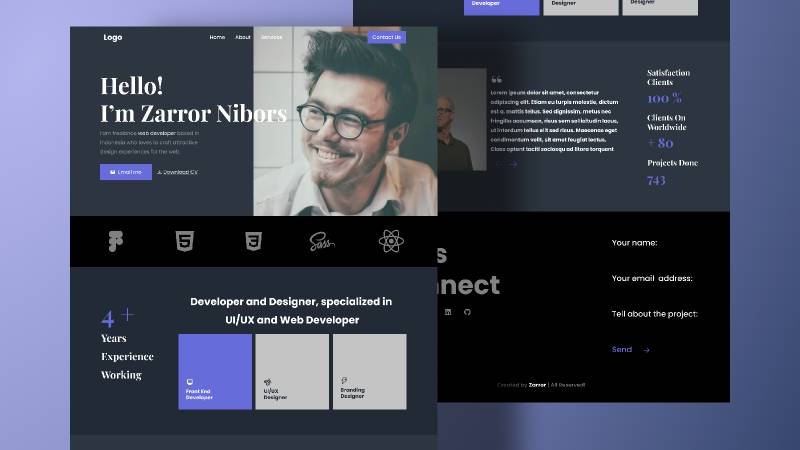 Logo
Home
About
Services
Contact Us
Hello!
I'm Zarror Nibors
I am freelance web developer based in
Indonesia who loves to craft attractive
design experiences for the web.
Email me
Download CV
Sass
4 +
Years
Experience
Working
Developer and Designer, specialized in
UI/UX and Web Developer
Front End
Developer
UI/UX
Designer
Branding
Designer
Developer
Designer
Designer
Lorem ipsum dolor sit amet, consectetur
adipiscing elit. Etiam eu turpis molestie, dictum
est a, mattis tellus. Sed dignissim, metus nec
fringilla accumsan, risus sem sollicitudin lacus,
ut interdum tellus elit sed risus. Maecenas eget
condimentum velit, sit amet feugiat lectus.
Class aptent taciti sociosqu ad litora torquent
Satisfaction
Clients
100 %
Clients On
Worldwide
+ 80
Projects Done
743
s
nnect
Your name:
Your email address:
Tell about the project:
Send
Created by Zarror | All Reserved!